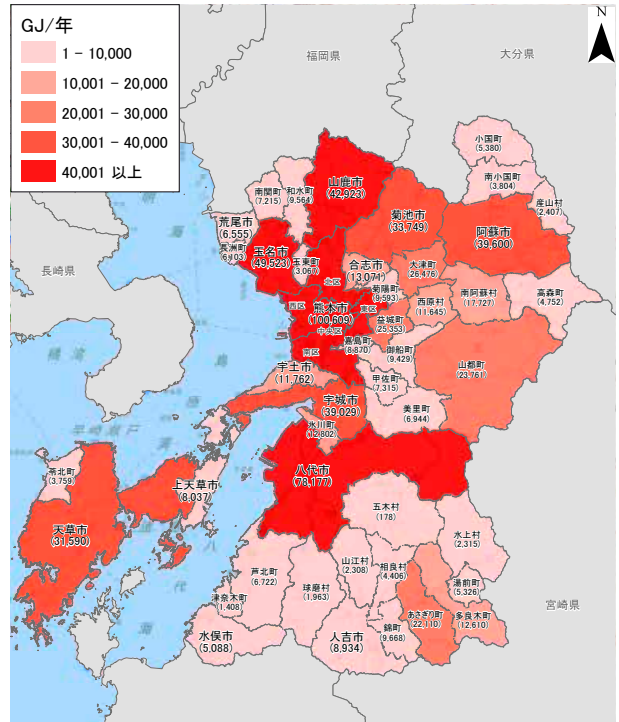 GJ/年
1 - 10,000
10,001 - 20,000
20,001 - 30,000
30,001 - 40,000
40,001 以上
N
福岡県
大分県
長崎県
宮崎県
小国町
(5,380)
南小国町
(3,804)
産山村
(2,407)
山鹿市
(42,923)
和水町
(9,564)
南関町
(7,215)
菊池市
(33,749)
阿蘇市
(39,600)
荒尾市
(6,555)
長洲町
(6,103)
玉名市
(49,523)
玉東町
(3,060)
合志市
(13,071)
大津町
(26,476)
北区
菊陽町
(9,593)
西原村
(11,645)
南阿蘇村
(17,727)
高森町
(4,752)
西区
熊本市
(100,609)
東区
中央区
益城町
(25,353)
嘉島町
(8,870)
御船町
(9,429)
南区
山都町
(23,761)
宇土市
(11,762)
甲佐町
(7,315)
宇城市
(39,029)
美里町
(6,944)
氷川町
(12,802)
八代市
(78,177)
苓北町
(3,759)
上天草市
(8,037)
天草市
(31,590)
五木村
(178)
水上村
(2,315)
芦北町
(6,722)
山江村
(2,308)
相良村
(4,406)
湯前町
(5,326)
球磨村
(1,963)
津奈木町
(1,408)
あさぎり町
(22,110)
多良木町
(12,610)
水俣市
(5,088)
人吉市
(8,934)
錦町
(9,668)